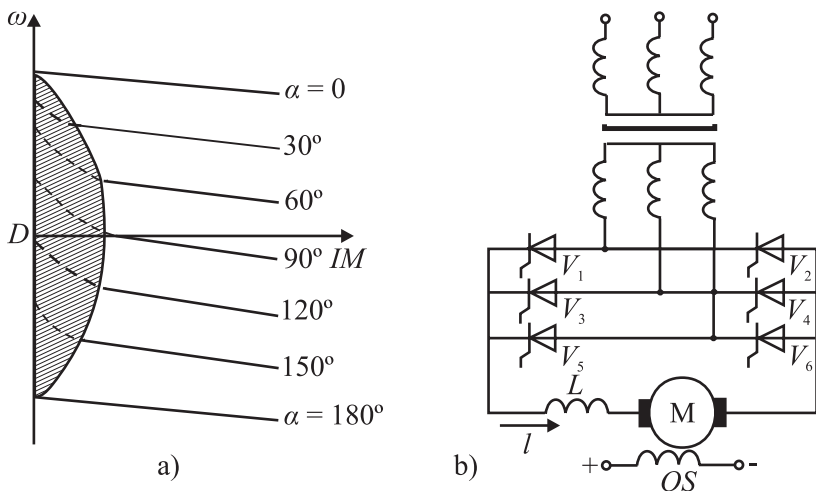 ω
α = 0
30º
60º
D
90º IM
120º
150º
α = 180º
a)
V1
V2
V3
V4
V5
V6
L
M
l
b)
+
OS
-